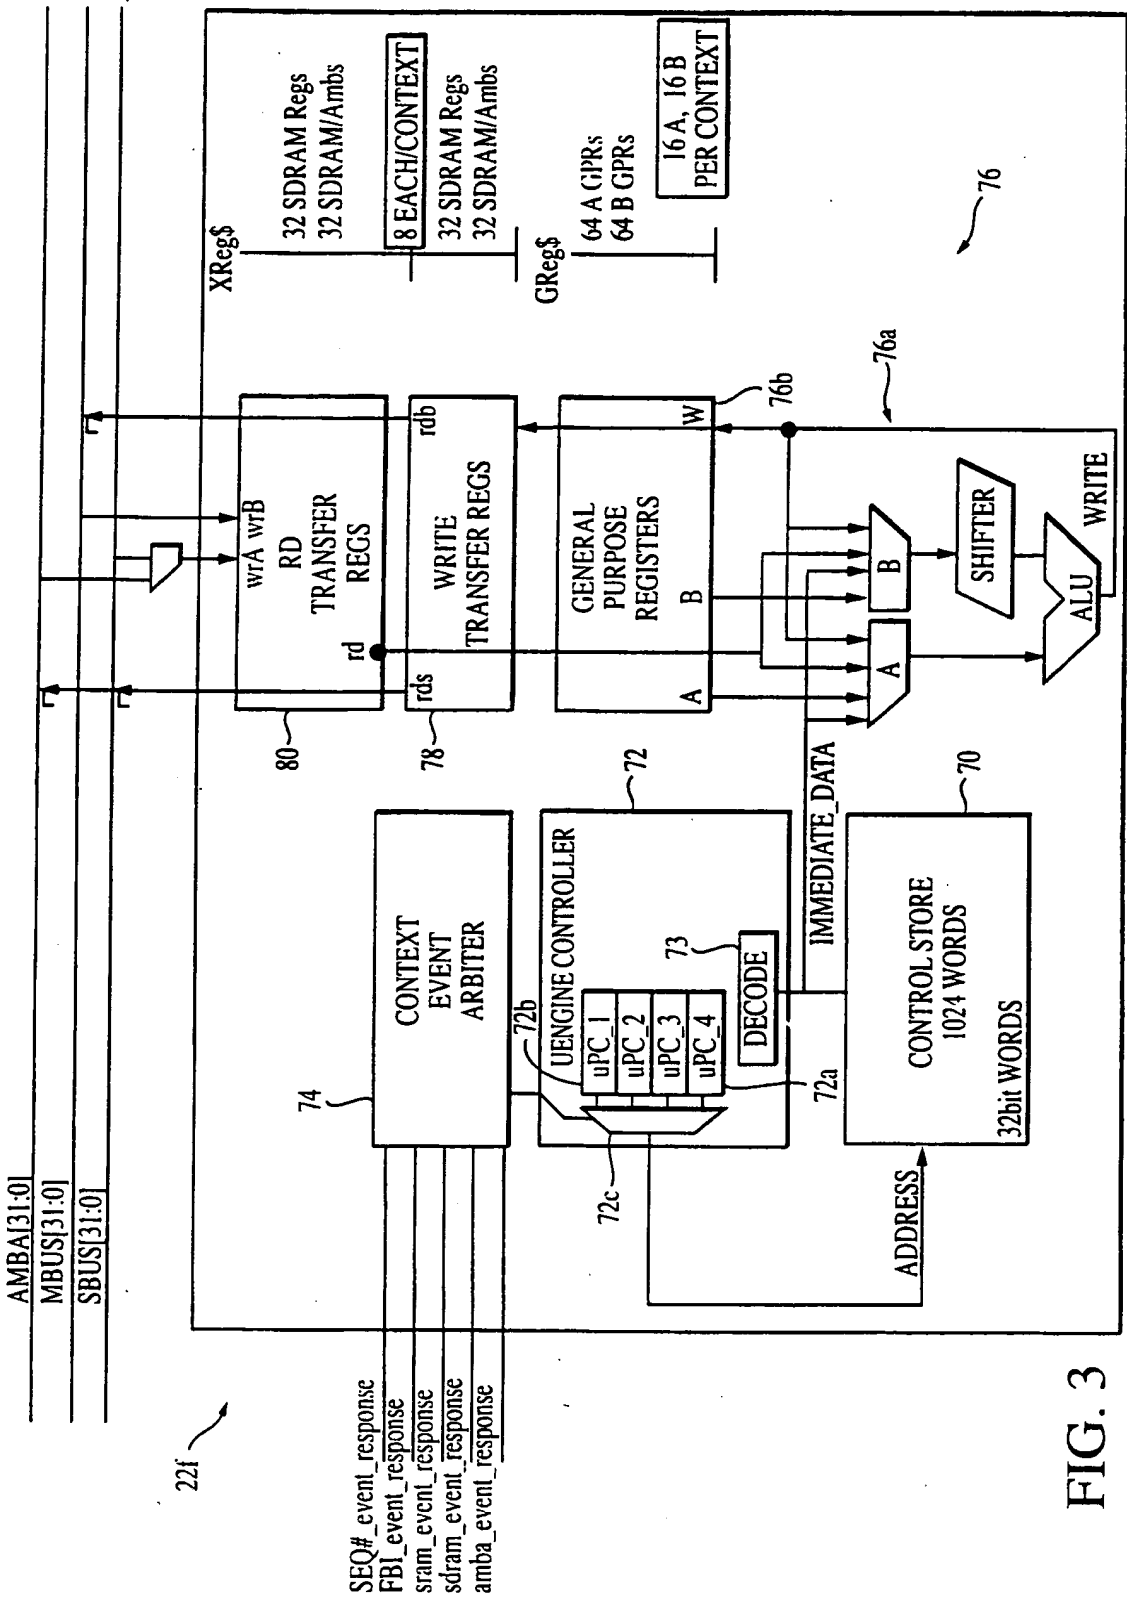 AMBA[31:0]
MBUS[31:0]
SBUS[31:0]
22f
SEQ#_event_response
FBI_event_response
sram_event_response
sdram_event_response
amba_event_response
74
CONTEXT
EVENT
ARBITER
72
UENGINE CONTROLLER
72b
uPC_1
uPC_2
uPC_3
uPC_4
72a
72c
73
DECODE
IMMEDIATE_DATA
ADDRESS
70
CONTROL STORE
1024 WORDS
32bit WORDS
80
wrA wrB
RD
TRANSFER
REGS
rd
78
rds
rdb
WRITE
TRANSFER REGS
GENERAL
PURPOSE
REGISTERS
A
B
W
76b
76a
A
B
SHIFTER
ALU
WRITE
XReg$
32 SDRAM Regs
32 SDRAM/Ambs
8 EACH/CONTEXT
32 SDRAM Regs
32 SDRAM/Ambs
GReg$
64 A GPRs
64 B GPRs
16 A, 16 B
PER CONTEXT
76
FIG. 3